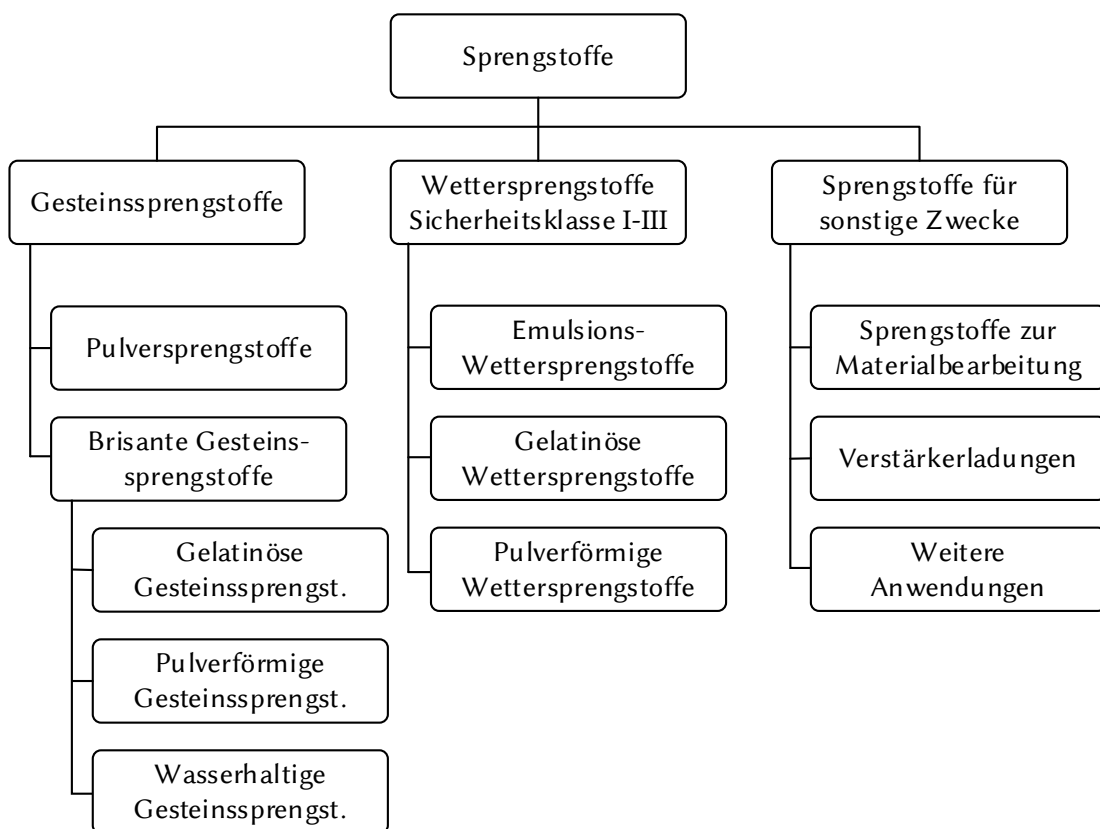 Sprengstoffe
Gesteinssprengstoffe
Wettersprengstoffe
Sicherheitsklasse I-III
Sprengstoffe für
sonstige Zwecke
Pulversprengstoffe
Brisante Gesteins-
sprengstoffe
Gelatinöse
Gesteinssprengst.
Pulverförmige
Gesteinssprengst.
Wasserhaltige
Gesteinssprengst.
Emulsions-
Wettersprengstoffe
Gelatinöse
Wettersprengstoffe
Pulverförmige
Wettersprengstoffe
Sprengstoffe zur
Materialbearbeitung
Verstärkerladungen
Weitere
Anwendungen